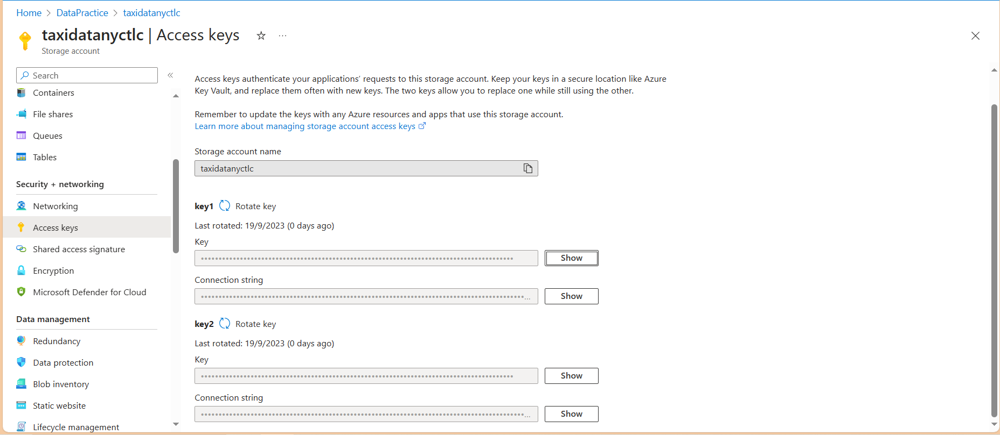 Home > DataPractice > taxidatanyctlc
taxidatanyctlc | Access keys
Storage account
Search
Containers
File shares
Queues
Tables
Security + networking
Networking
Access keys
Shared access signature
Encryption
Microsoft Defender for Cloud
Data management
Redundancy
Data protection
Blob inventory
Static website
Lifecycle management
Access keys authenticate your applications' requests to this storage account. Keep your keys in a secure location like Azure
Key Vault, and replace them often with new keys. The two keys allow you to replace one while still using the other.
Remember to update the keys with any Azure resources and apps that use this storage account.
Learn more about managing storage account access keys
Storage account name
taxidatanyctlc
key1 Rotate key
Last rotated: 19/9/2023 (0 days ago)
Key
Show
Connection string
Show
key2 Rotate key
Last rotated: 19/9/2023 (0 days ago)
Key
Show
Connection string
Show